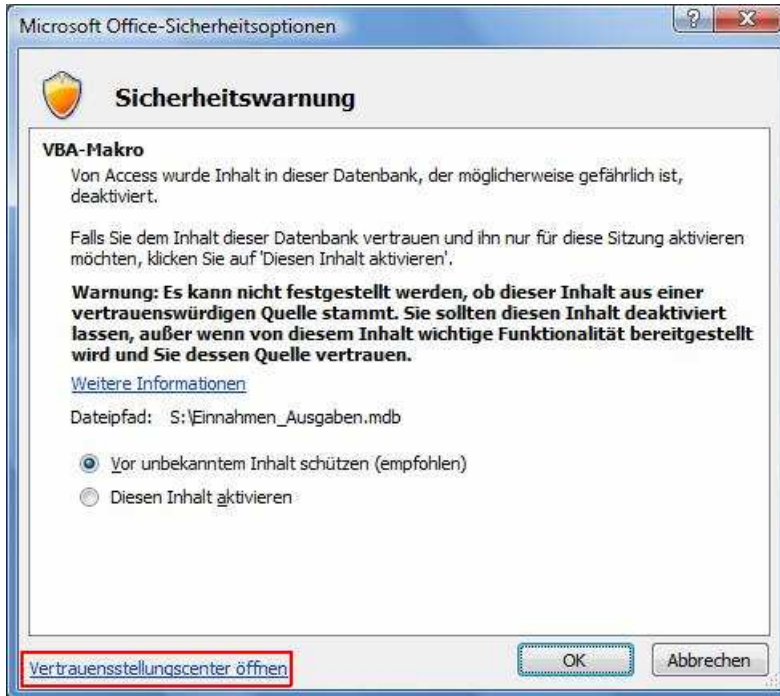 Microsoft Office-Sicherheitsoptionen
?
X
Sicherheitswarnung
VBA-Makro
Von Access wurde Inhalt in dieser Datenbank, der möglicherweise gefährlich ist,
deaktiviert.
Falls Sie dem Inhalt dieser Datenbank vertrauen und ihn nur für diese Sitzung aktivieren
möchten, klicken Sie auf 'Diesen Inhalt aktivieren'.
Warnung: Es kann nicht festgestellt werden, ob dieser Inhalt aus einer
vertrauenswürdigen Quelle stammt. Sie sollten diesen Inhalt deaktiviert
lassen, außer wenn von diesem Inhalt wichtige Funktionalität bereitgestellt
wird und Sie dessen Quelle vertrauen.
Weitere Informationen
Dateipfad: S:\Einnahmen_Ausgaben.mdb
Vor unbekanntem Inhalt schützen (empfohlen)
Diesen Inhalt aktivieren
Vertrauensstellungscenter öffnen
OK
Abbrechen